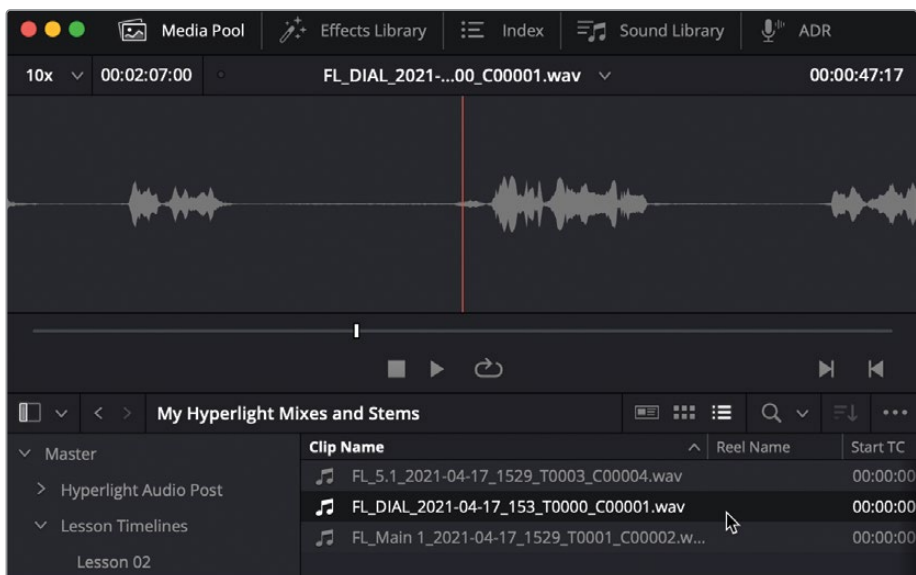 Media Pool Effects Library Index Sound Library ADR
10x 00:02:07:00 FL_DIAL_2021-...00_C00001.wav 00:00:47:17
My Hyperlight Mixes and Stems
Master Clip Name Reel Name Start TC
FL_5.1_2021-04-17_1529_T0003_C00004.wav 00:00:00
Hyperlight Audio Post
FL_DIAL_2021-04-17_153_T0000_C00001.wav 00:00:00
Lesson Timelines
FL_Main 1_2021-04-17_1529_T0001_C00002.w... 00:00:00
Lesson 02